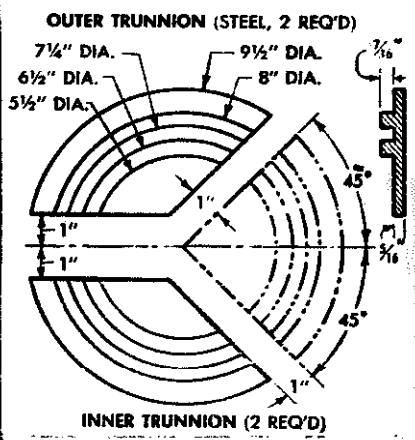 OUTER TRUNNION (STEEL, 2 REQ'D)
7/16"
7¼" DIA.
9½" DIA.
6½" DIA.
8" DIA.
5½" DIA.
45°
1"
1"
1"
5/16"
45°
1"
INNER TRUNNION (2 REQ'D)